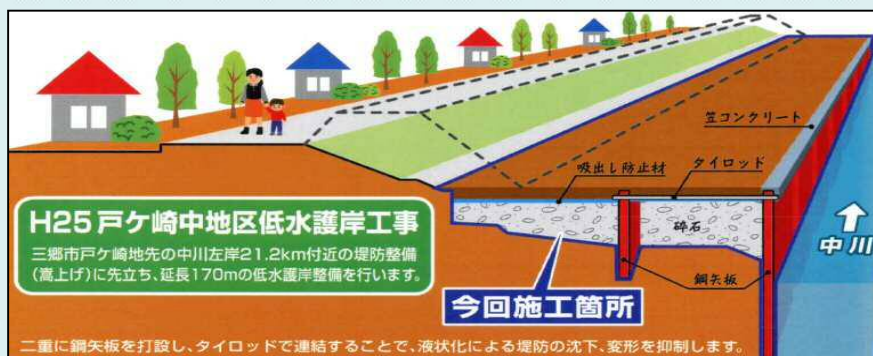 笠コンクリート
吸出し防止材
タイロッド
砕石
中川
鋼矢板
H25戸ケ崎中地区低水護岸工事
三郷市戸ケ崎地先の中川左岸21.2km付近の堤防整備
(嵩上げ)に先立ち、延長170mの低水護岸整備を行います。
今回施工箇所
二重に鋼矢板を打設し、タイロッドで連結することで、液状化による堤防の沈下、変形を抑制します。